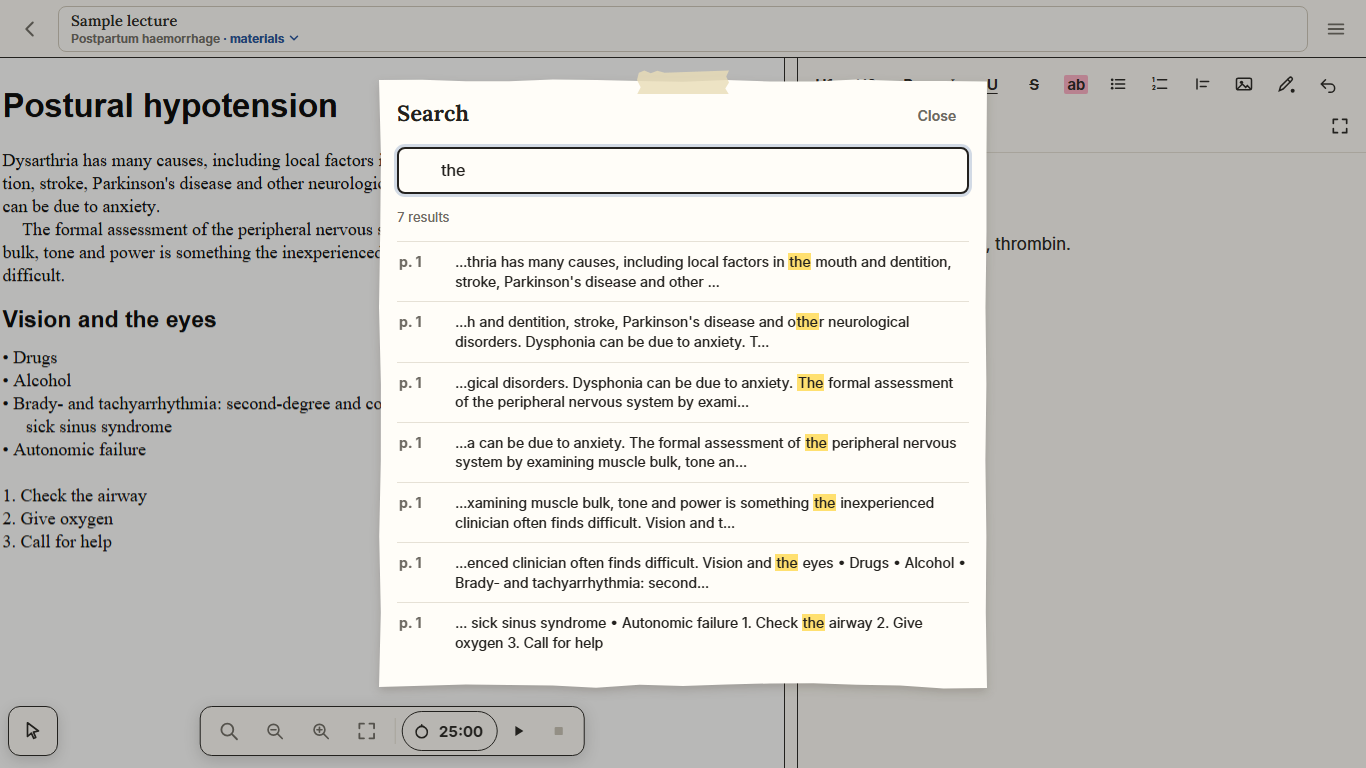 Sample lecture
Postpartum haemorrhage · materials
Postural hypotension
Dysarthria has many causes, including local factors
tion, stroke, Parkinson's disease and other
can be due to anxiety.
The formal assessment of the peripheral nervous
bulk, tone and power is something the inexperienced
difficult.
Vision and the eyes
• Drugs
• Alcohol
• Brady- and tachyarrhythmia: second-degree and
sick sinus syndrome
• Autonomic failure
1. Check the airway
2. Give oxygen
3. Call for help
25:00
Search
Close
the
7 results
p. 1 ...thria has many causes, including local factors in the mouth and dentition,
stroke, Parkinson's disease and other ...
p. 1 ...h and dentition, stroke, Parkinson's disease and other neurological
disorders. Dysphonia can be due to anxiety. T...
p. 1 ...gical disorders. Dysphonia can be due to anxiety. The formal assessment
of the peripheral nervous system by exami...
p. 1 ...a can be due to anxiety. The formal assessment of the peripheral nervous
system by examining muscle bulk, tone an...
p. 1 ...xamining muscle bulk, tone and power is something the inexperienced
clinician often finds difficult. Vision and t...
p. 1 ...enced clinician often finds difficult. Vision and the eyes • Drugs • Alcohol •
Brady- and tachyarrhythmia: second...
p. 1 ... sick sinus syndrome • Autonomic failure 1. Check the airway 2. Give
oxygen 3. Call for help
U S ab
, thrombin.